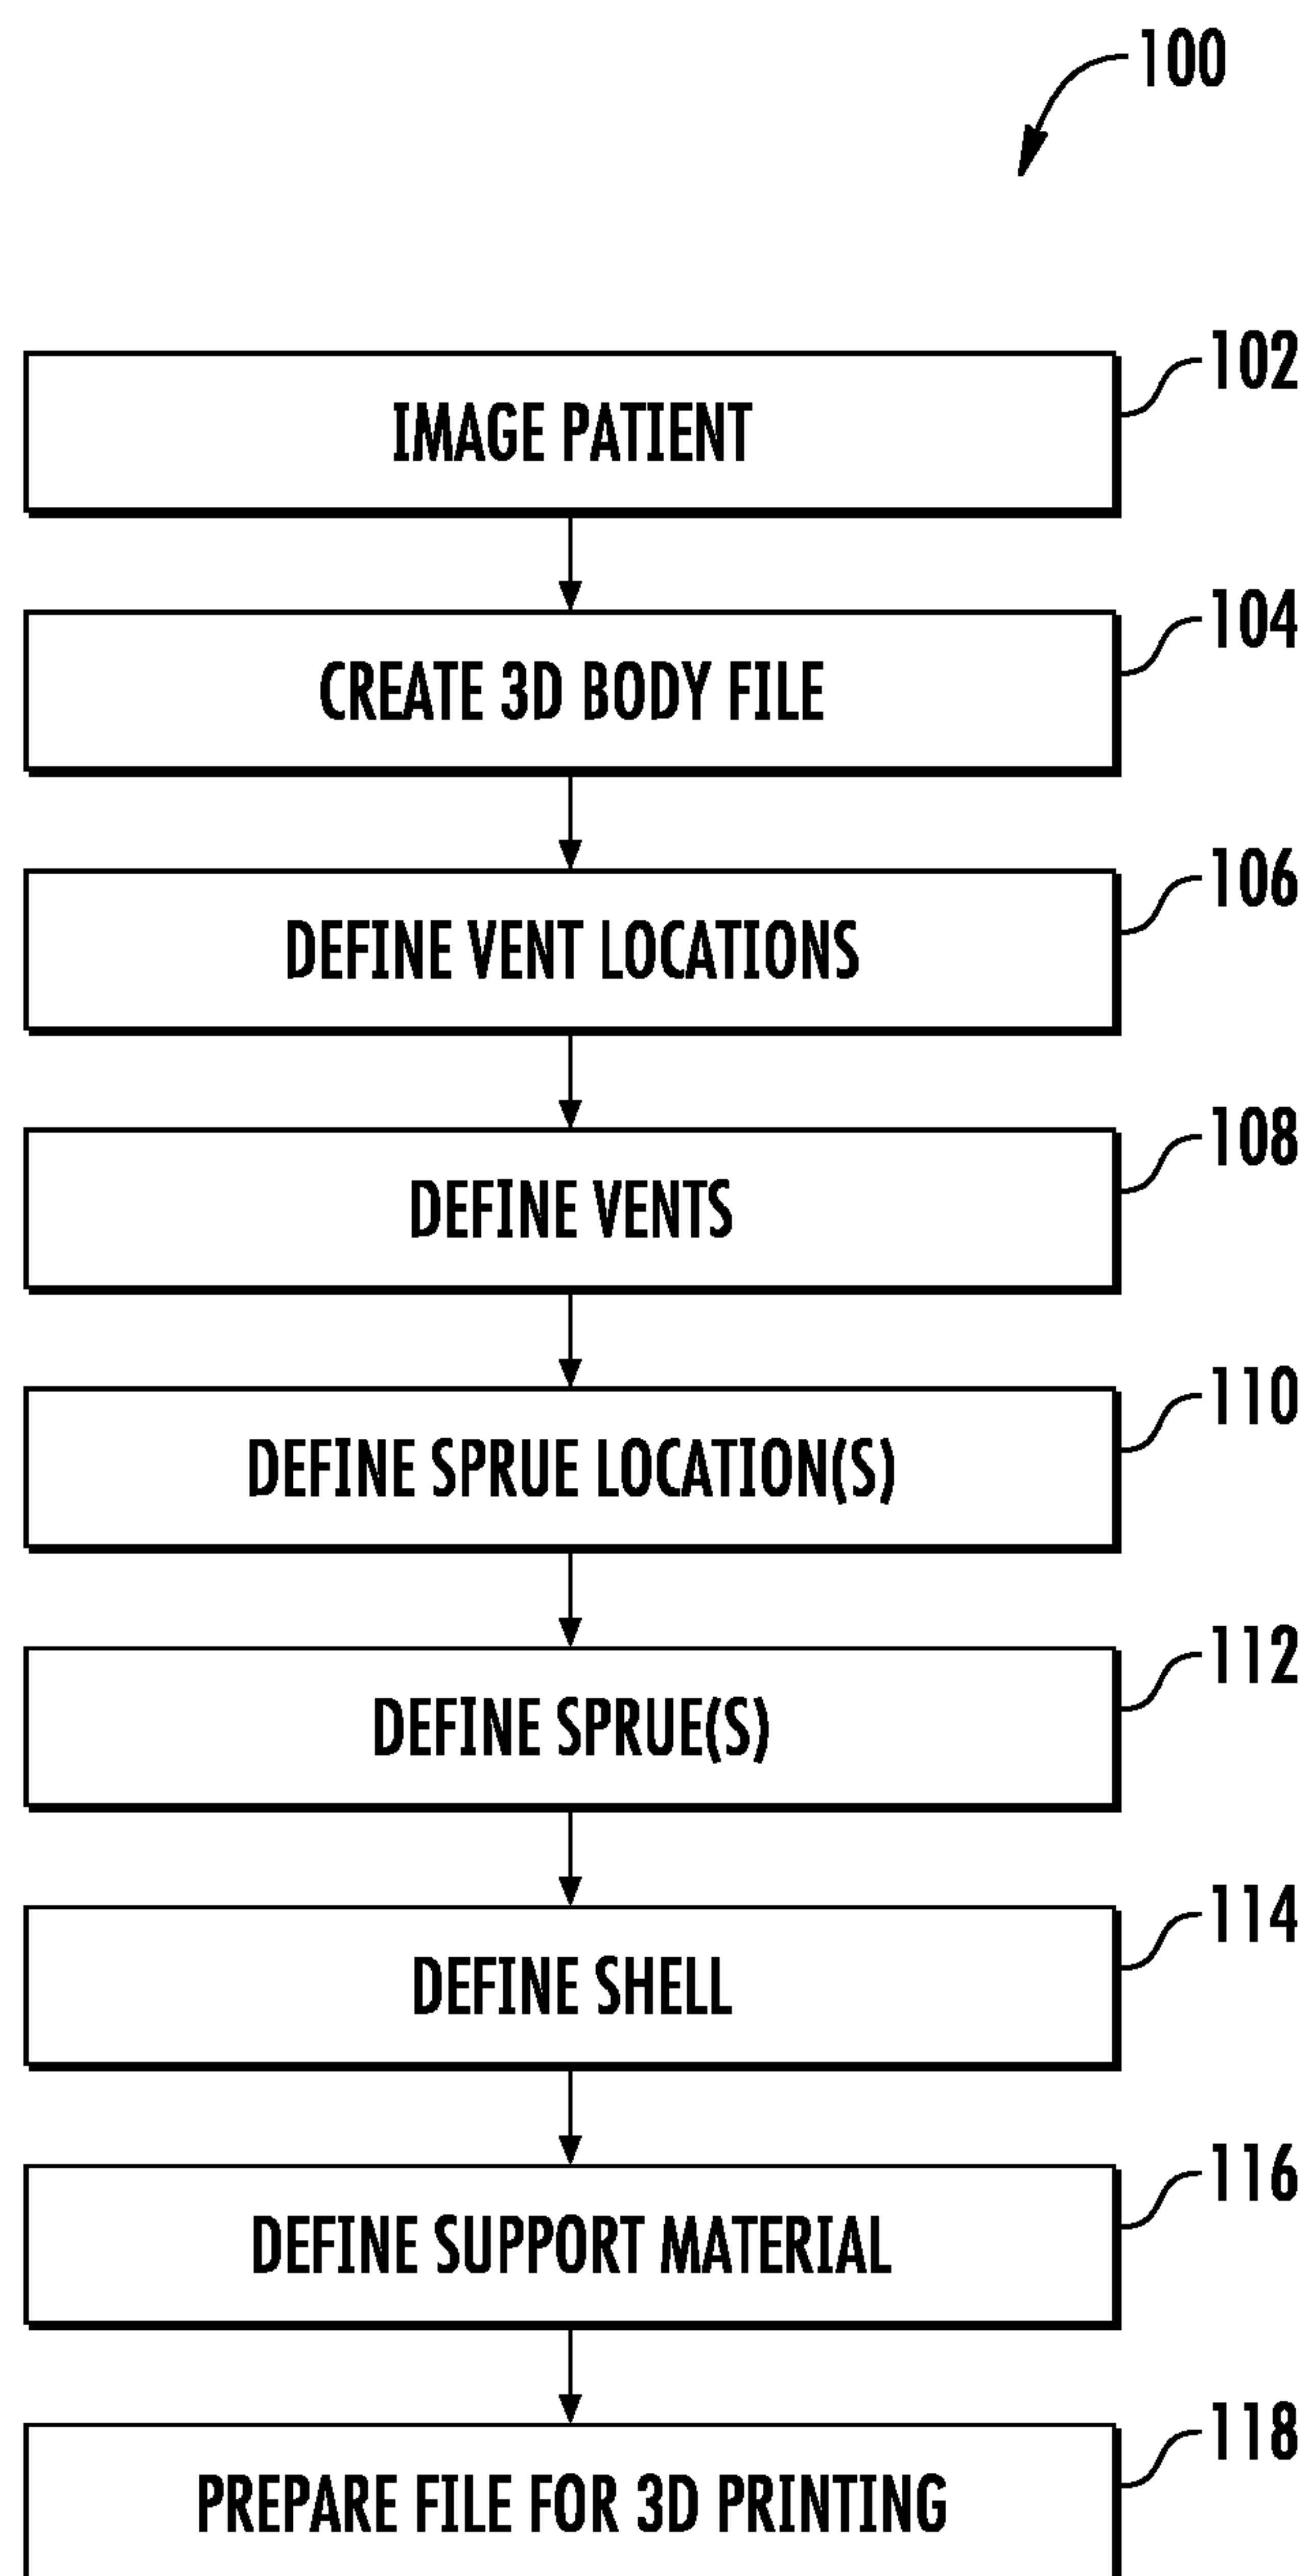 100
IMAGE PATIENT
102
CREATE 3D BODY FILE
104
DEFINE VENT LOCATIONS
106
DEFINE VENTS
108
DEFINE SPRUE LOCATION(S)
110
DEFINE SPRUE(S)
112
DEFINE SHELL
114
DEFINE SUPPORT MATERIAL
116
PREPARE FILE FOR 3D PRINTING
118